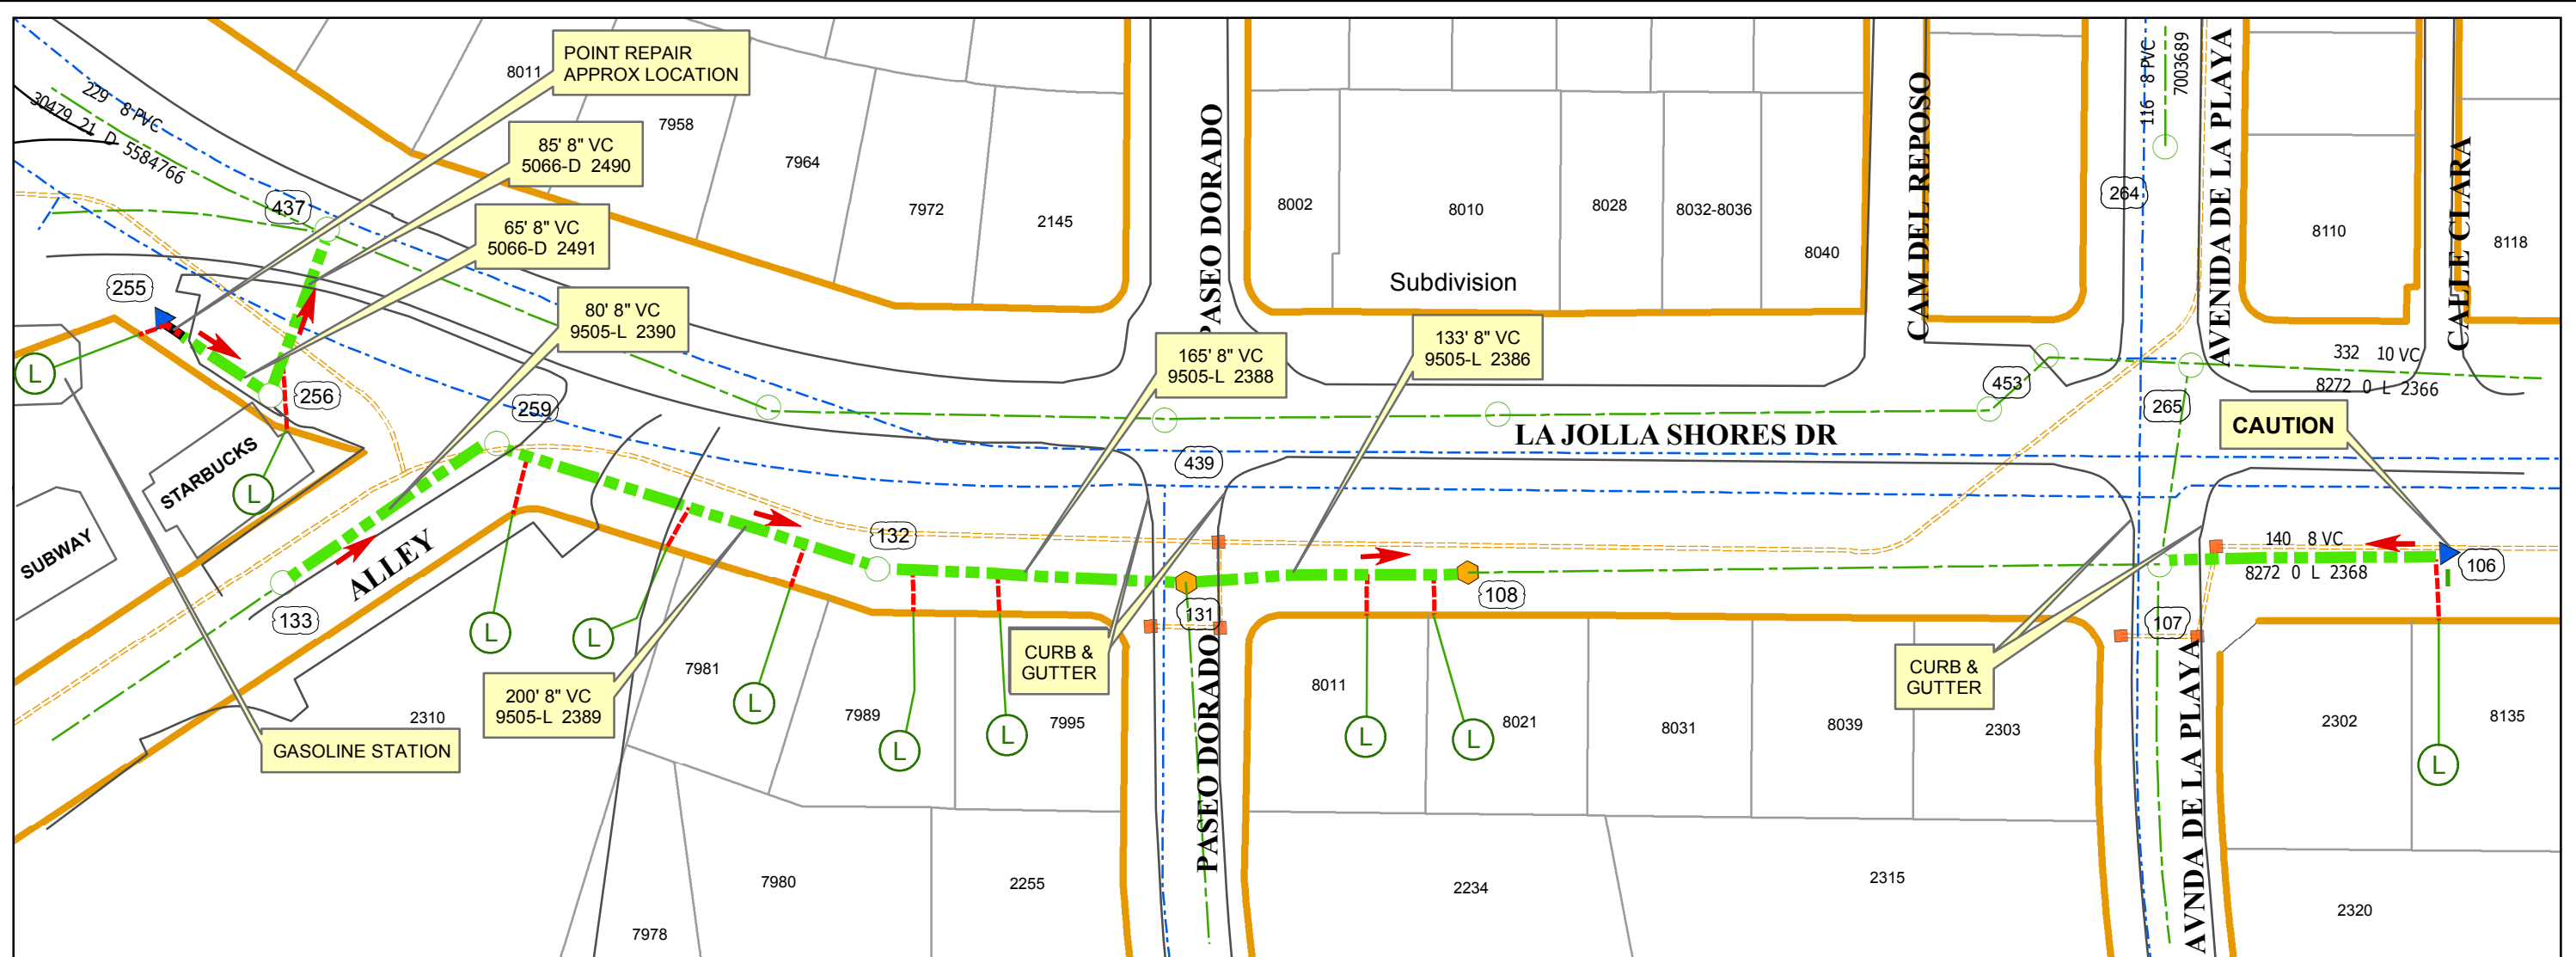 POINT REPAIR
APPROX LOCATION
85' 8" VC
5066-D 2490
65' 8" VC
5066-D 2491
80' 8" VC
9505-L 2390
165' 8" VC
9505-L 2388
133' 8" VC
9505-L 2386
200' 8" VC
9505-L 2389
229 8 PVC
30479 21 D 5584766
437
255
256
259
133
132
439
131
108
453
264
265
107
106
8011
7958
7964
7972
2145
PASEO DORADO
8002
8010
8028
8032-8036
8040
Subdivision
CAM DEL REPOSO
116 8 PVC
7003689
AVENIDA DE LA PLAYA
8110
CALLE CLARA
8118
332 10 VC
8272 0 L 2366
CAUTION
LA JOLLA SHORES DR
140 8 VC
8272 0 L 2368
STARBUCKS
SUBWAY
ALLEY
GASOLINE STATION
CURB &
GUTTER
CURB &
GUTTER
L
L
L
L
L
L
L
L
L
L
2310
7981
7989
7995
PASEO DORADO
8011
8021
8031
8039
2303
AVNDA DE LA PLAYA
2302
8135
7978
7980
2255
2234
2315
2320